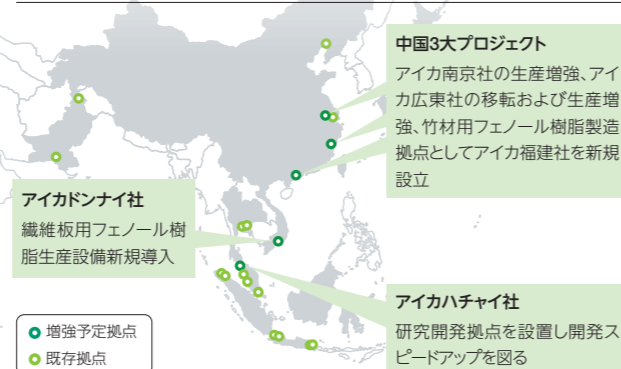 中国3大プロジェクト
アイカ南京社の生産増強、アイ
カ広東社の移転および生産増
強、竹材用フェノール樹脂製造
拠点としてアイカ福建社を新規
設立
アイカドンナイ社
繊維板用フェノール樹
脂生産設備新規導入
アイカハチャイ社
研究開発拠点を設置し開発ス
ピードアップを図る
増強予定拠点
既存拠点